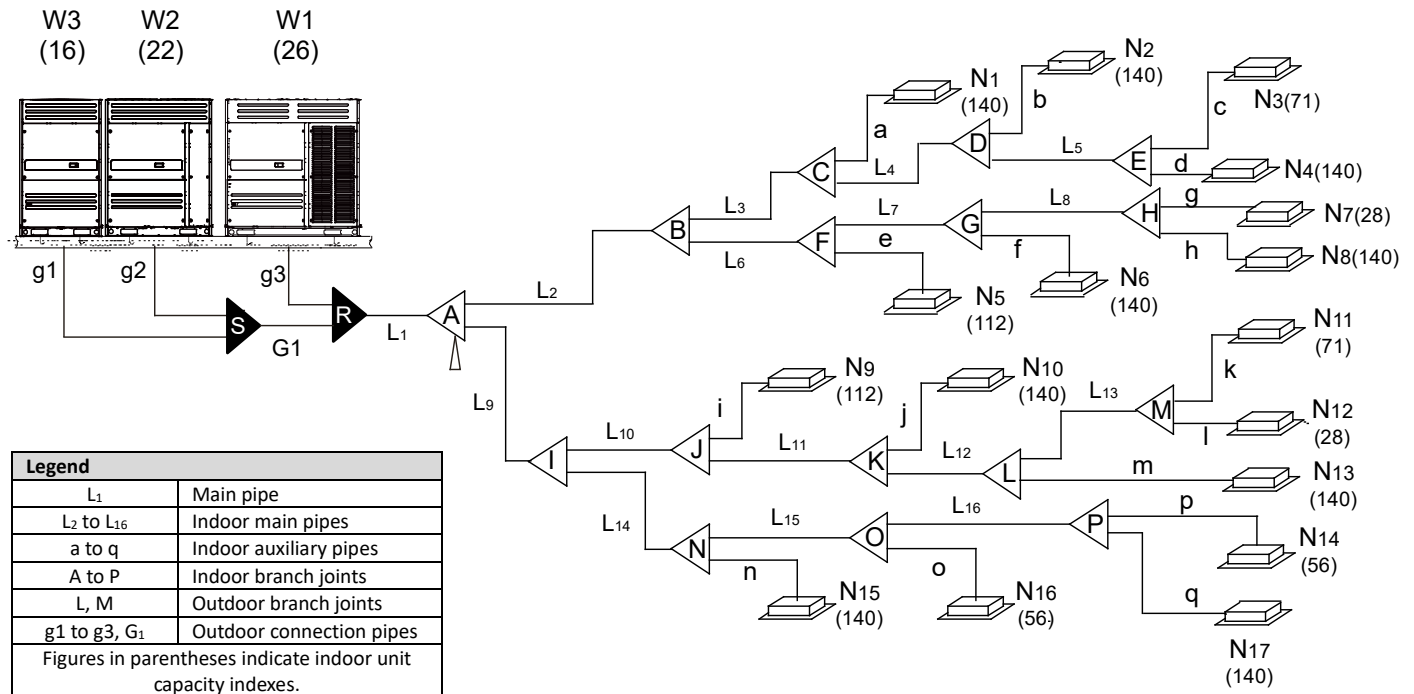 W3 W2 W1
(16) (22) (26)
N2
(140)
N1
(140)
b
N3(71)
a
c
D
L4
L5
E
d
C
N4(140)
L3
L7
L8
H
g
B
G
N7(28)
F
e
f
h
L6
N8(140)
g1 g2 g3
L2
N5
(112)
N6
(140)
S
R
L1
A
G1
N11
(71)
N9
(112)
N10
(140)
k
L9
i
L13
j
M
N12
(28)
l
L10
J
L11
K
L12
I
L
m
N13
(140)
Legend
L1 Main pipe
L2 to L16 Indoor main pipes
a to q Indoor auxiliary pipes
A to P Indoor branch joints
L, M Outdoor branch joints
g1 to g3, G1 Outdoor connection pipes
Figures in parentheses indicate indoor unit
capacity indexes.
L14
L15
L16
P
p
N
O
N14
(56)
n
o
q
N15
(140)
N16
(56)
N17
(140)